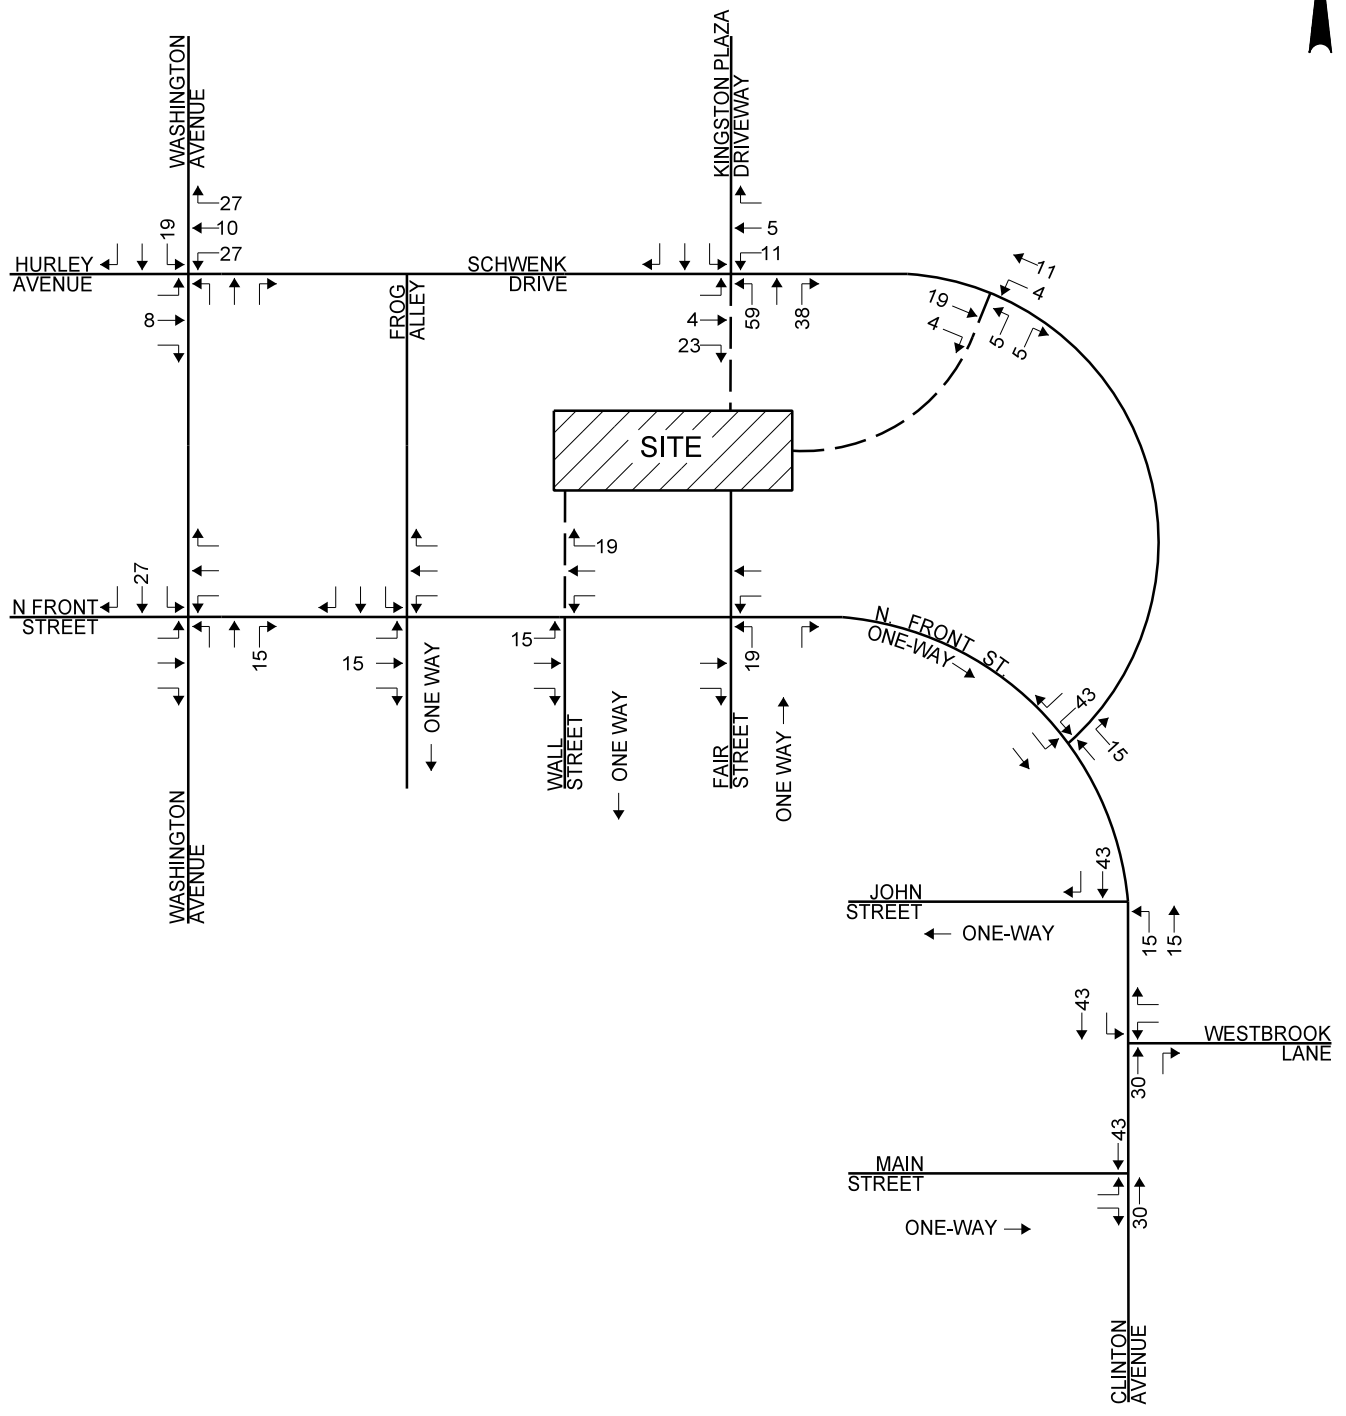 WASHINGTON
AVENUE
KINGSTON PLAZA
DRIVEWAY
27
19
10
27
5
11
HURLEY
AVENUE
SCHWENK
DRIVE
11
4
19
4
5
5
FROG
ALLEY
8
4
59
38
23
SITE
19
27
N FRONT
STREET
15
15
ONE WAY
15
WALL
STREET
ONE WAY
19
FAIR
STREET
ONE WAY
N. FRONT ST.
ONE-WAY
43
15
WASHINGTON
AVENUE
43
JOHN
STREET
ONE-WAY
15
15
43
WESTBROOK
LANE
30
43
MAIN
STREET
30
ONE-WAY
CLINTON
AVENUE